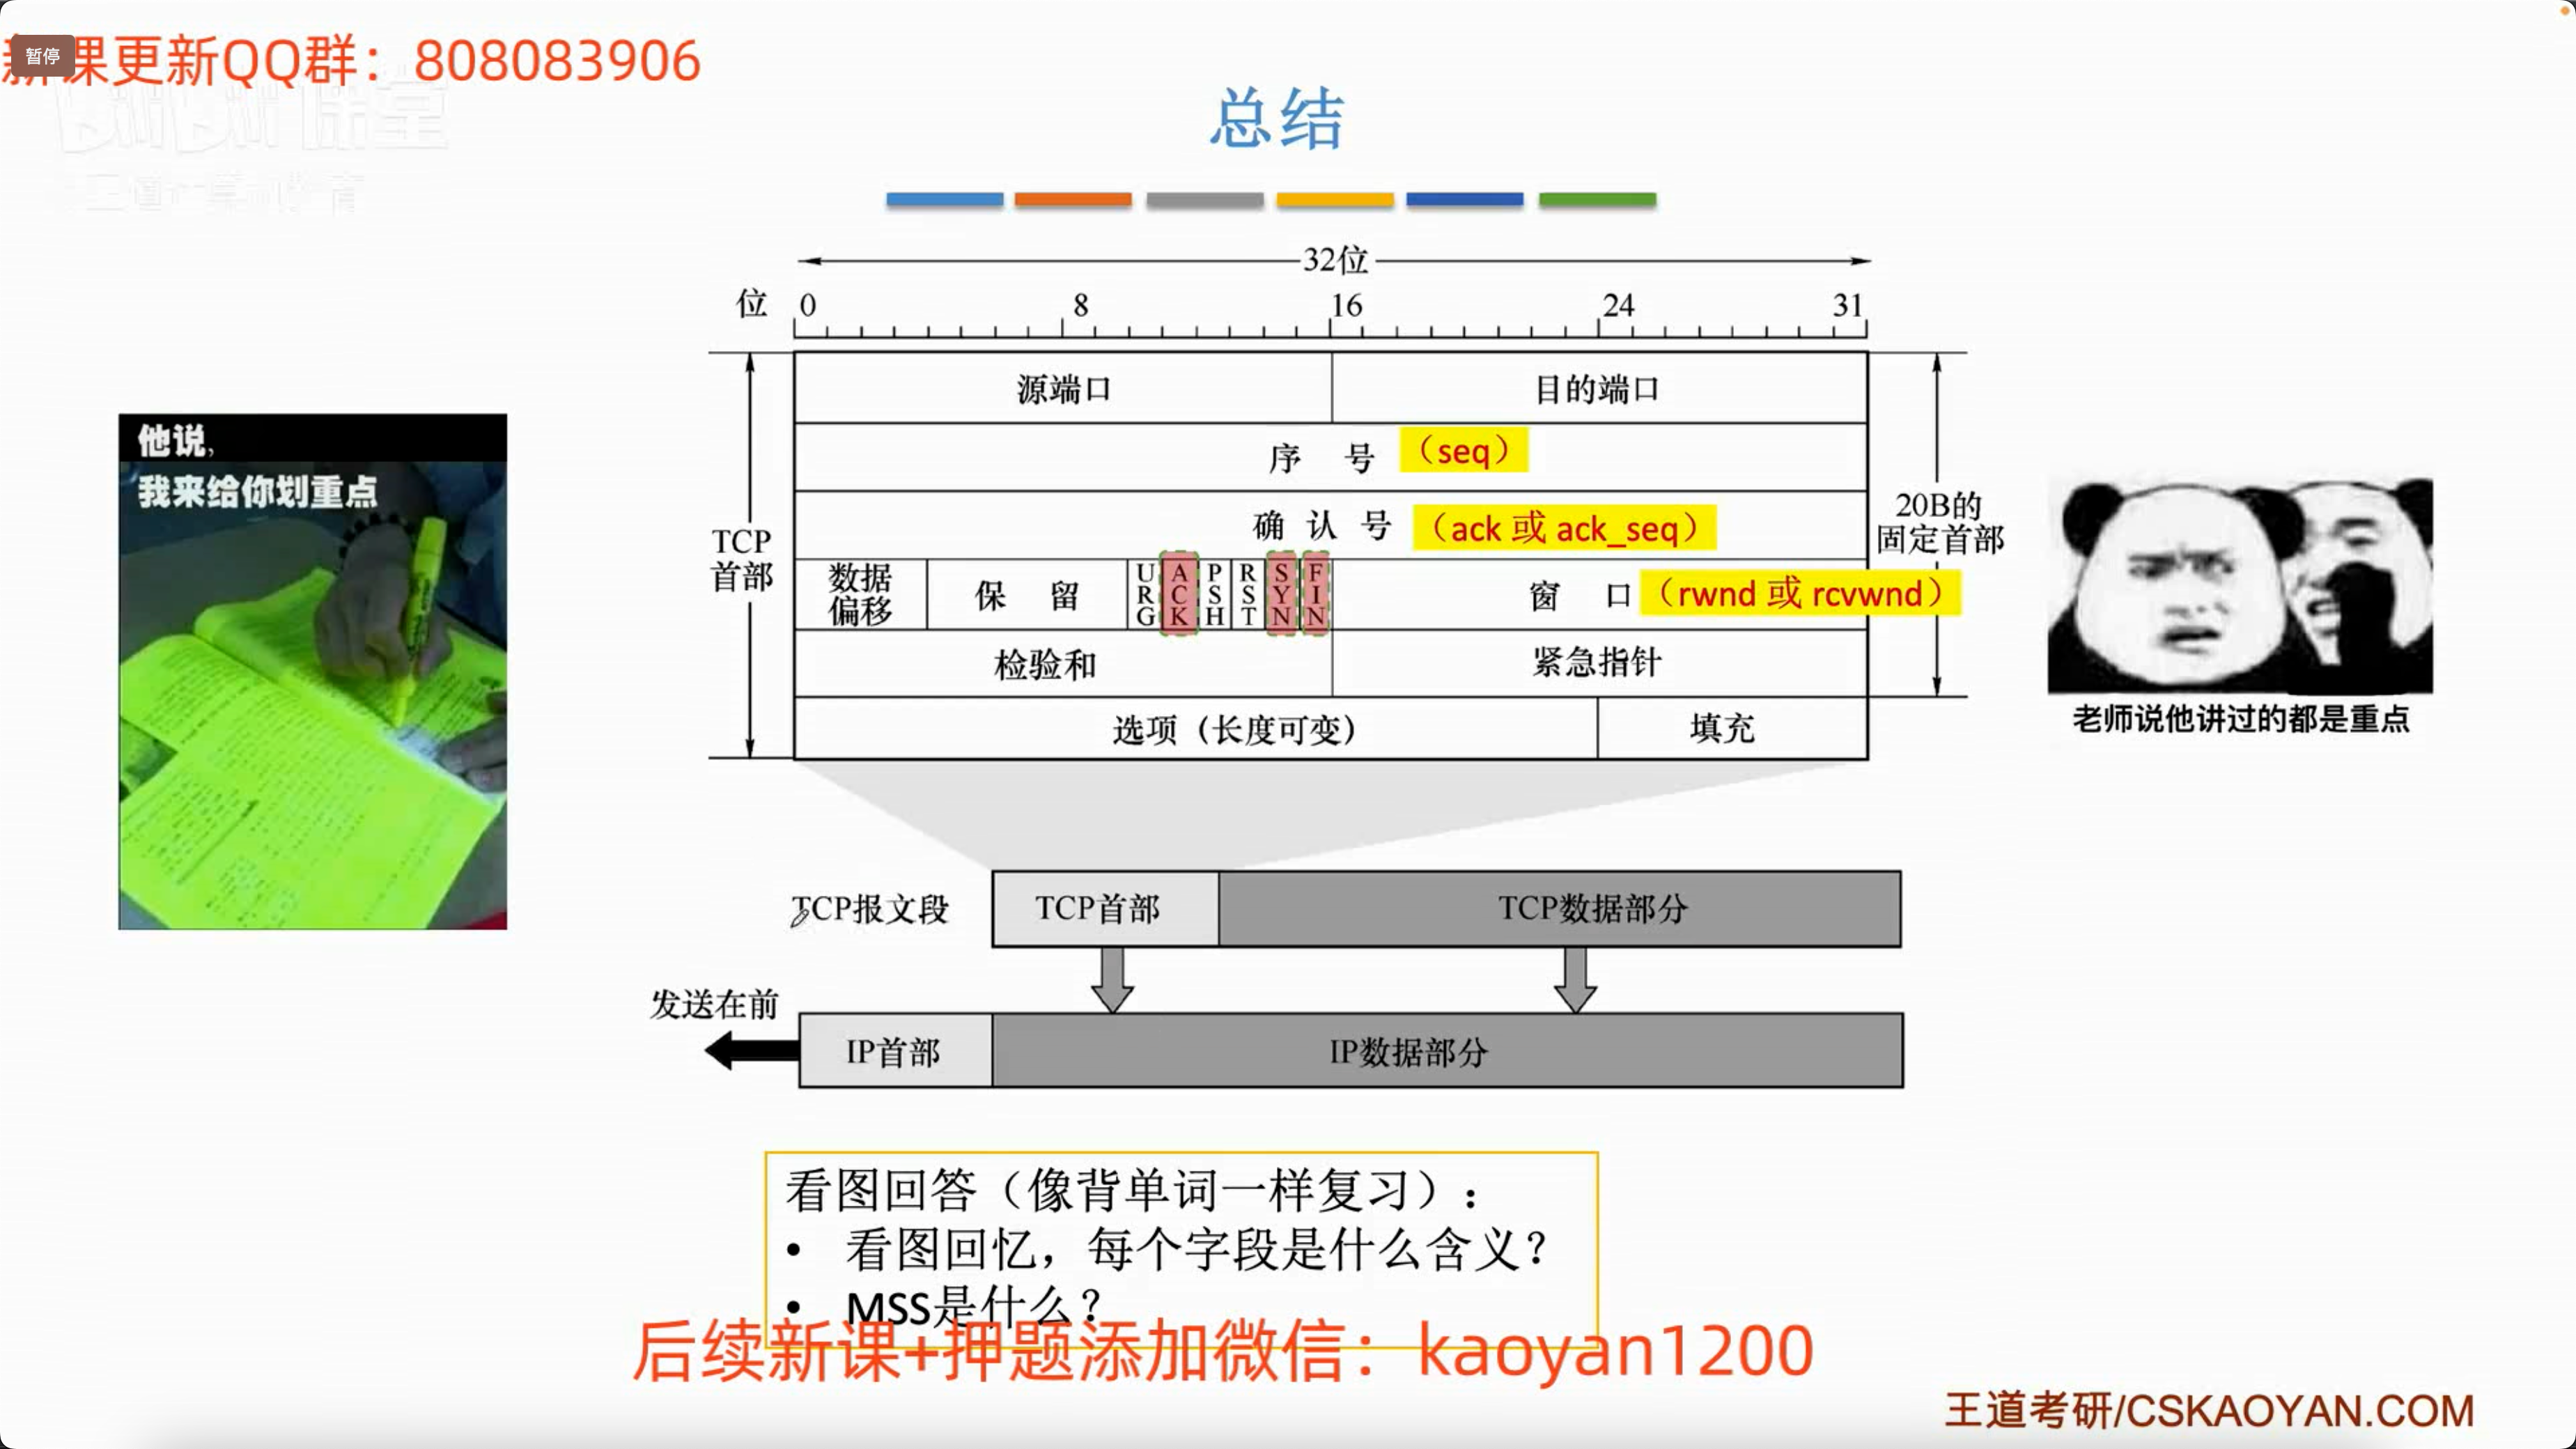 新课更新QQ群：808083906
暂停
课堂
总结
32位
位 0 8 16 24 31
源端口 目的端口
序 号 （seq）
确 认 号 （ack 或 ack_seq）
数据偏移 保 留 URG ACK PSH RST SYN FIN 窗 口 （rwnd 或 rcvwnd）
检验和 紧急指针
选项（长度可变） 填充
TCP
首部
20B的
固定首部
他说，
我来给你划重点
老师说他讲过的都是重点
TCP报文段 TCP首部 TCP数据部分
发送在前
IP首部 IP数据部分
看图回答（像背单词一样复习）：
• 看图回忆，每个字段是什么含义？
• MSS是什么？
后续新课+押题添加微信：kaoyan1200
王道考研/CSKAOYAN.COM